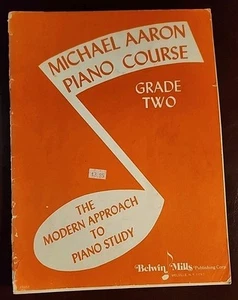 MICHAEL AARON
PIANO COURSE
GRADE
TWO
THE
MODERN APPROACH
TO
PIANO STUDY
Belwin Mills Publishing Corp.